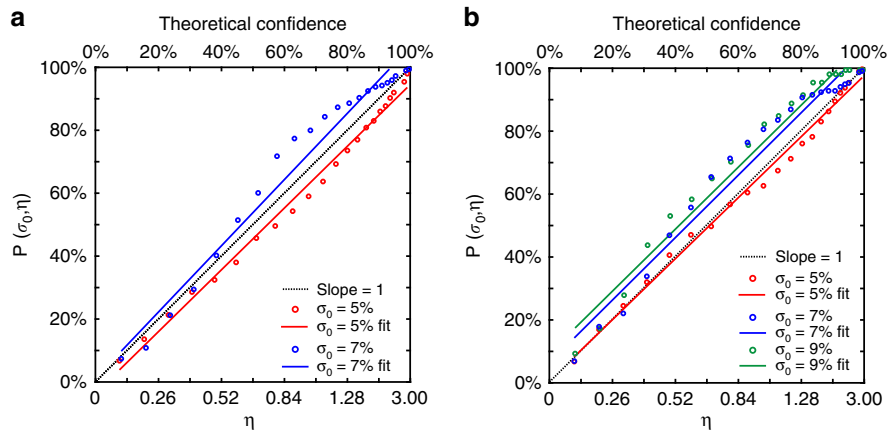 a
Theoretical confidence
0% 20% 40% 60% 80% 100%
100%
80%
60%
40%
20%
0%
P (σ₀,η)
Slope = 1
σ₀ = 5%
σ₀ = 5% fit
σ₀ = 7%
σ₀ = 7% fit
0 0.26 0.52 0.84 1.28 3.00
η
b
Theoretical confidence
0% 20% 40% 60% 80% 100%
100%
80%
60%
40%
20%
0%
P (σ₀,η)
Slope = 1
σ₀ = 5%
σ₀ = 5% fit
σ₀ = 7%
σ₀ = 7% fit
σ₀ = 9%
σ₀ = 9% fit
0 0.26 0.52 0.84 1.28 3.00
η